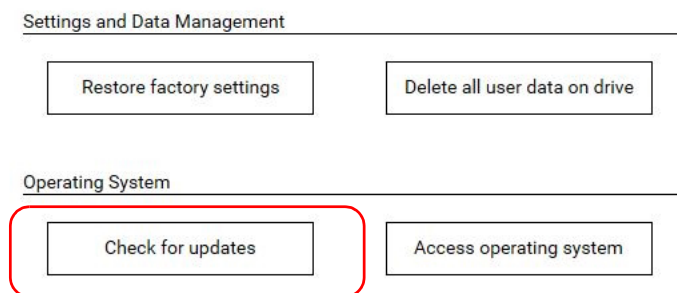 Settings and Data Management
Restore factory settings
Delete all user data on drive
Operating System
Check for updates
Access operating system